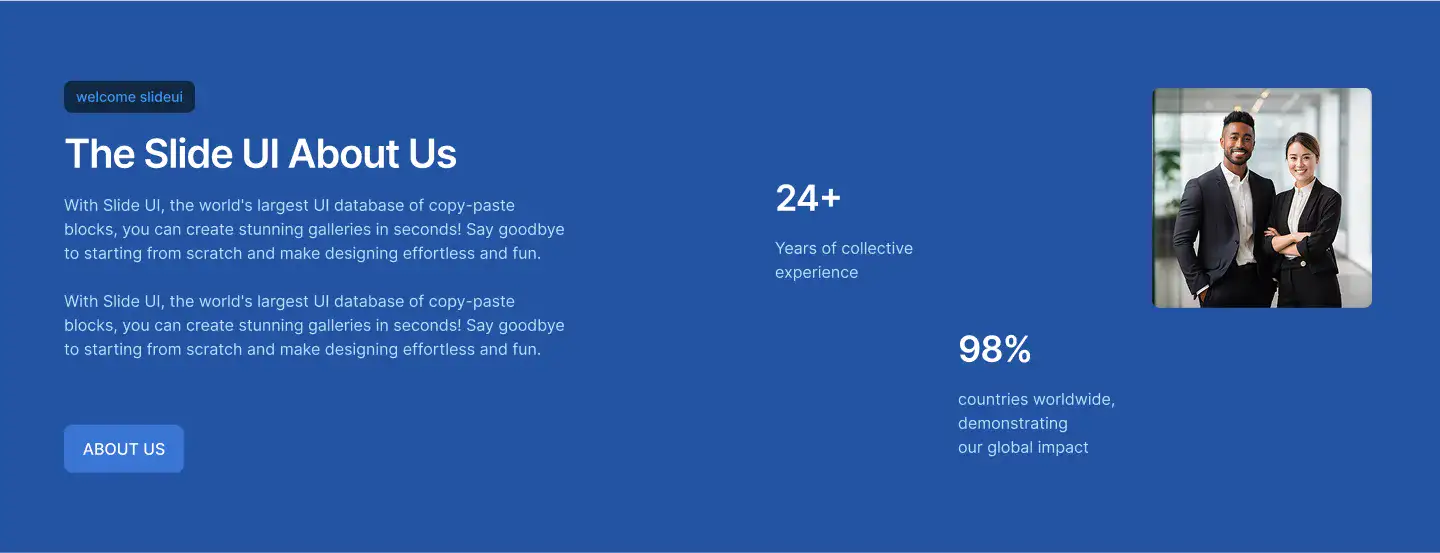 welcome slideui
The Slide UI About Us
With Slide UI, the world's largest UI database of copy-paste
blocks, you can create stunning galleries in seconds! Say goodbye
to starting from scratch and make designing effortless and fun.
With Slide UI, the world's largest UI database of copy-paste
blocks, you can create stunning galleries in seconds! Say goodbye
to starting from scratch and make designing effortless and fun.
ABOUT US
24+
Years of collective
experience
98%
countries worldwide,
demonstrating
our global impact